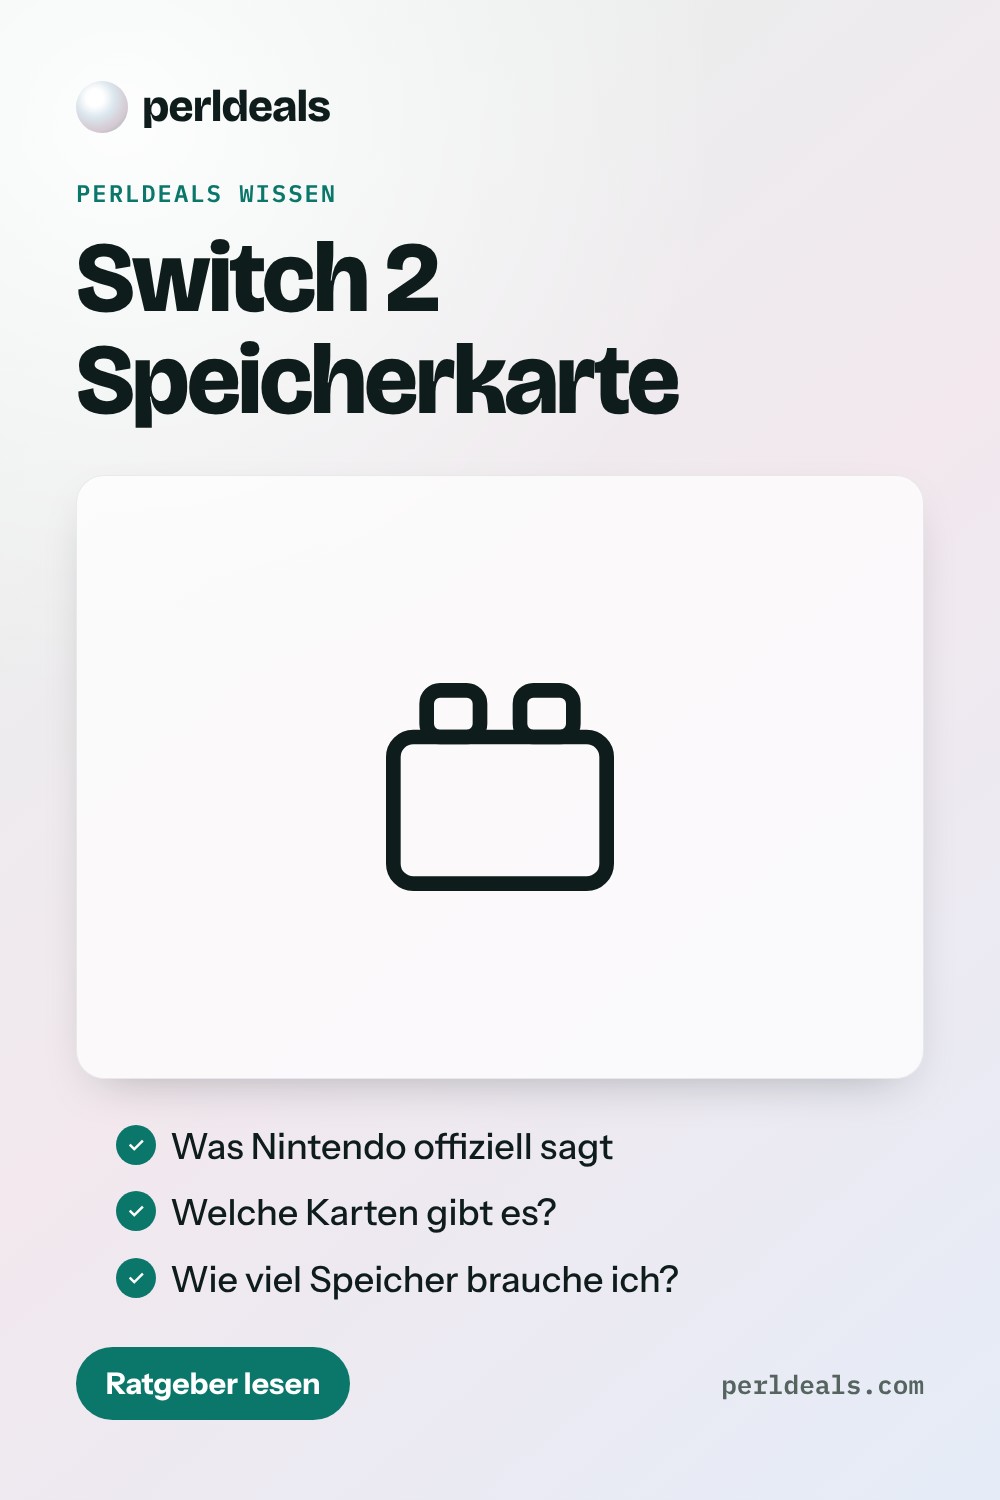 perldeals
PERLDEALS WISSEN
Switch 2
Speicherkarte
Was Nintendo offiziell sagt
Welche Karten gibt es?
Wie viel Speicher brauche ich?
Ratgeber lesen
perldeals.com